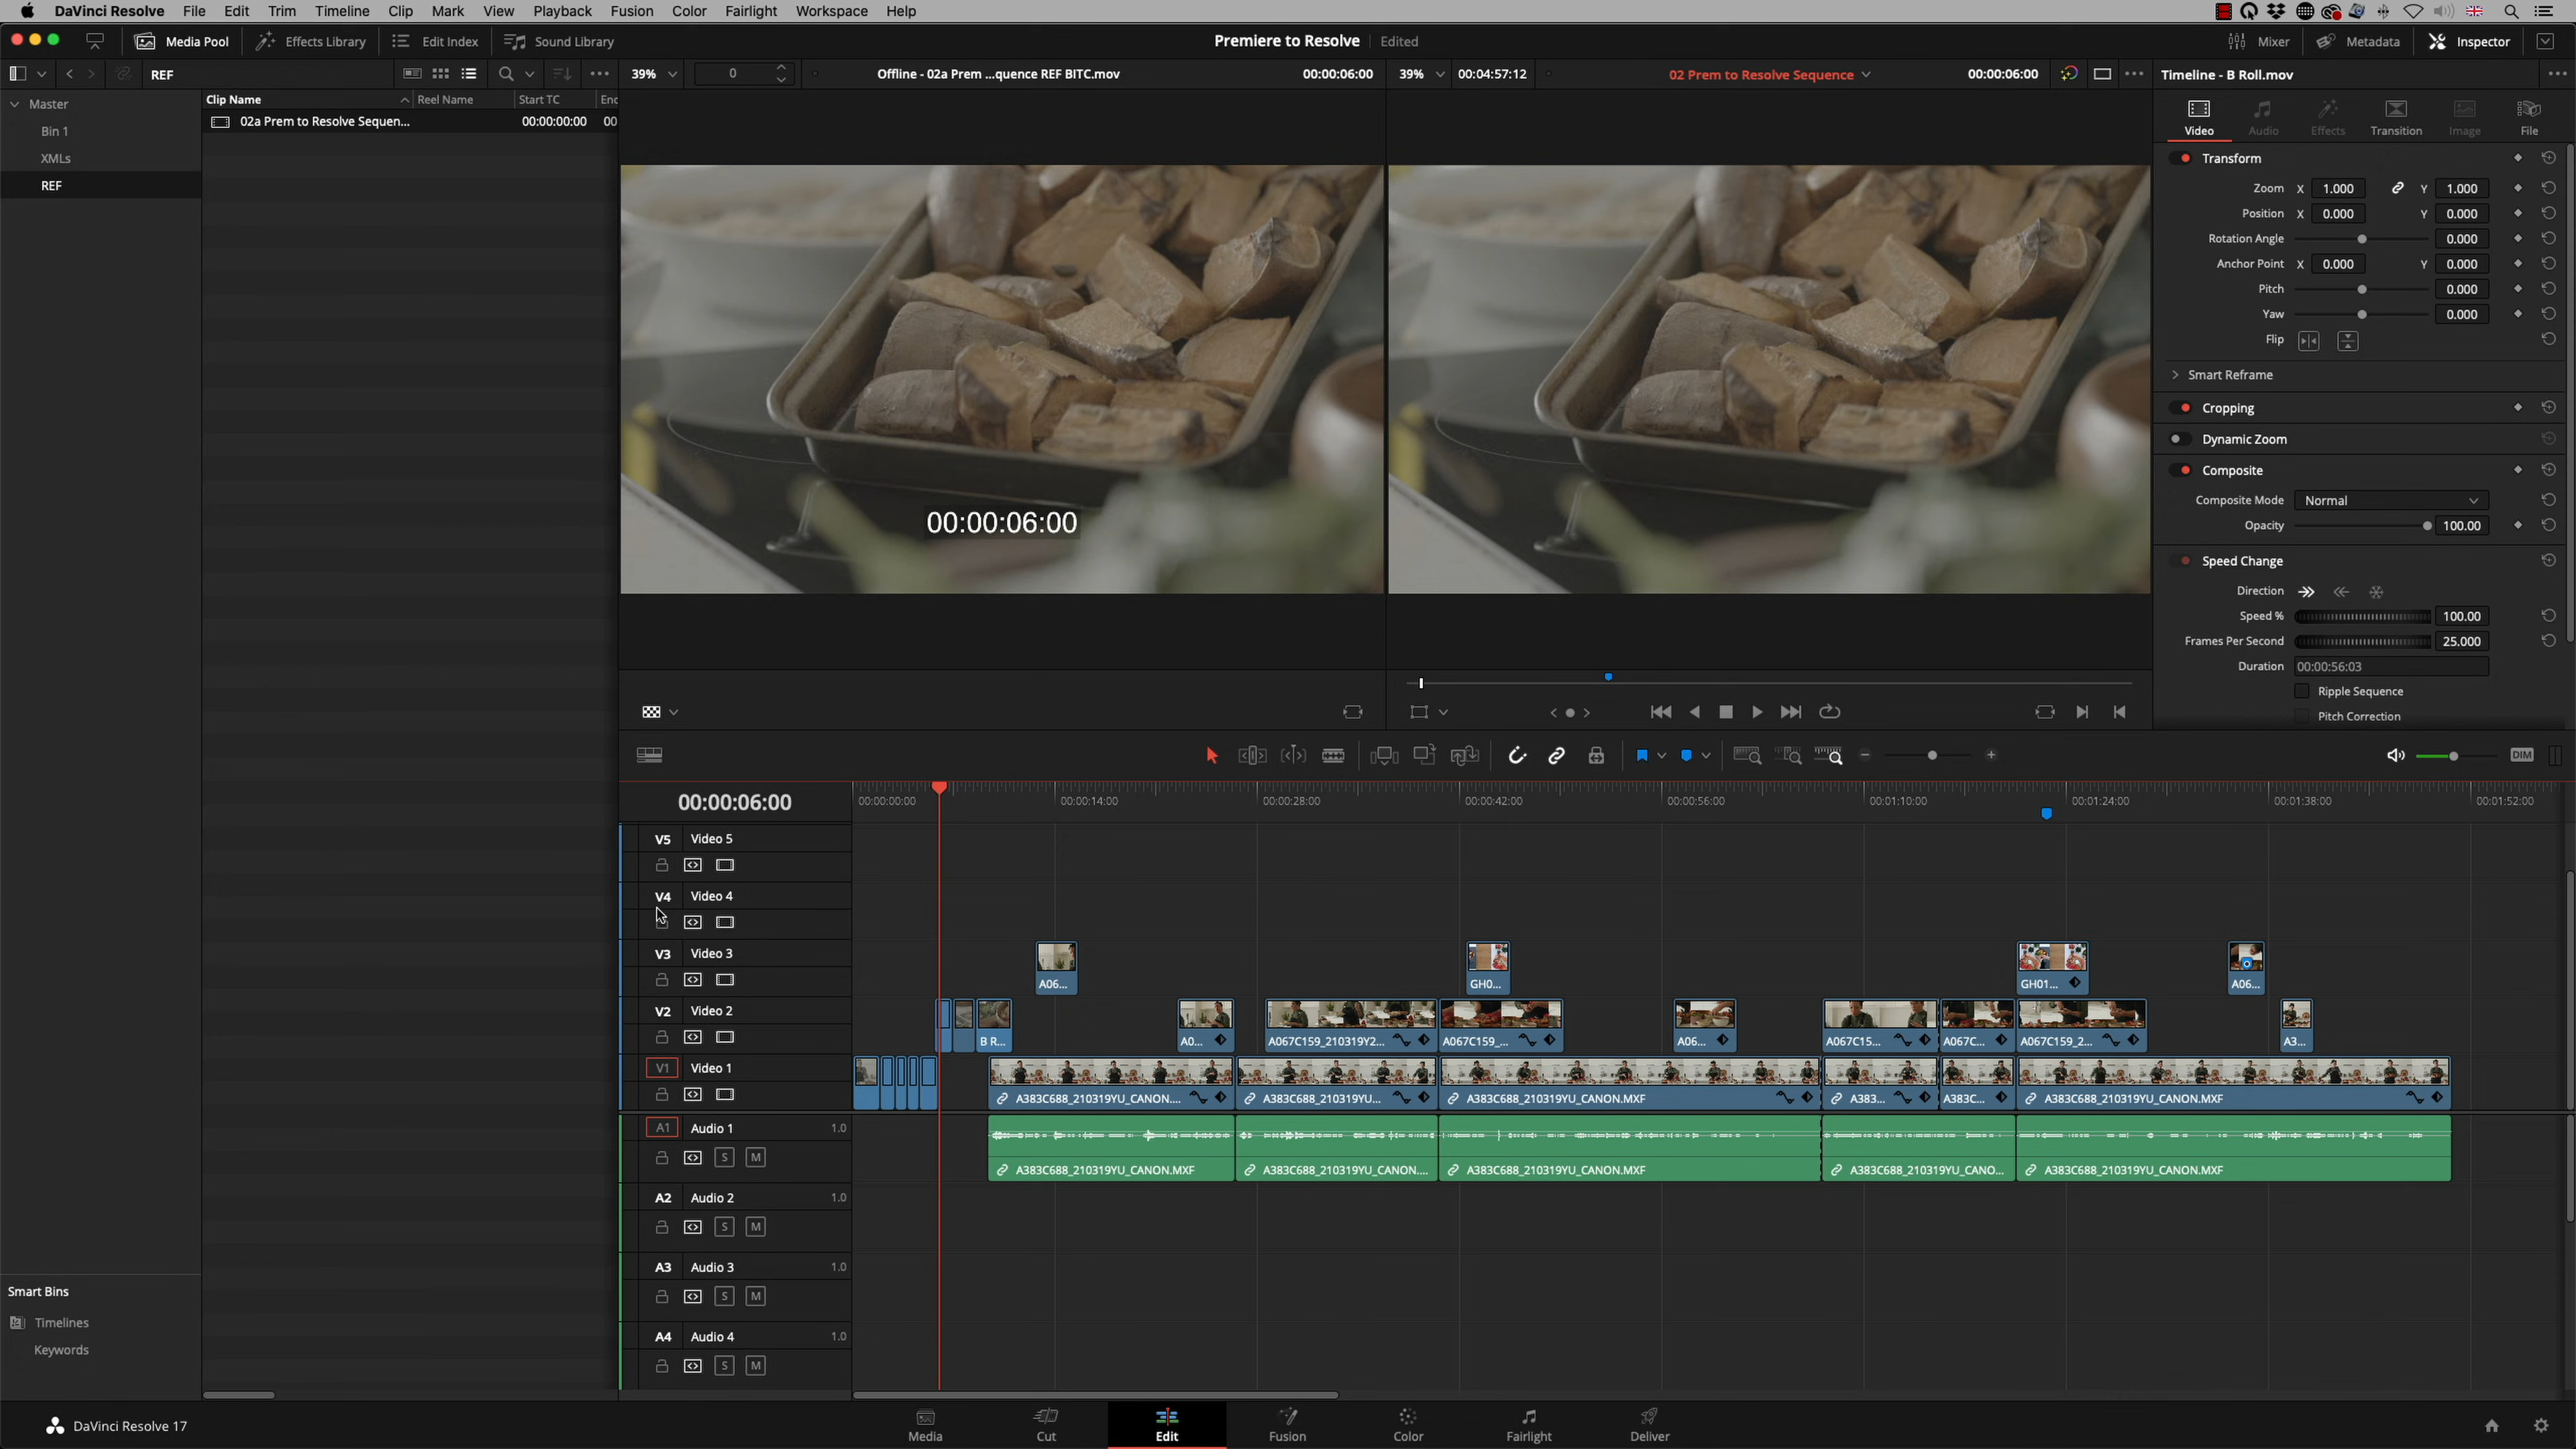 DaVinci Resolve File Edit Trim Timeline Clip Mark View Playback Fusion Color Fairlight Workspace Help
Media Pool Effects Library Edit Index Sound Library Premiere to Resolve Edited Mixer Metadata Inspector
REF 39% 0 Offline - 02a Prem ...quence REF BITC.mov 00:00:06:00 39% 00:04:57:12 02 Prem to Resolve Sequence 00:00:06:00 Timeline - B Roll.mov
Master
Bin 1
XMLs
REF
Clip Name Reel Name Start TC Enc
02a Prem to Resolve Sequen... 00:00:00:00 00
00:00:06:00
Video Audio Effects Transition Image File
Transform
Zoom X 1.000 Y 1.000
Position X 0.000 Y 0.000
Rotation Angle 0.000
Anchor Point X 0.000 Y 0.000
Pitch 0.000
Yaw 0.000
Flip
Smart Reframe
Cropping
Dynamic Zoom
Composite
Composite Mode Normal
Opacity 100.00
Speed Change
Direction
Speed % 100.00
Frames Per Second 25.000
Duration 00:00:56:03
Ripple Sequence
Pitch Correction
DIM
00:00:06:00 00:00:00:00 00:00:14:00 00:00:28:00 00:00:42:00 00:00:56:00 00:01:10:00 00:01:24:00 00:01:38:00 00:01:52:00
V5 Video 5
V4 Video 4
V3 Video 3
A06... GH0... GH01... A06...
V2 Video 2
B R... A0... A067C159_210319Y2... A067C159_... A06... A067C15... A067C... A067C159_2... A3...
V1 Video 1
A383C688_210319YU_CANON.... A383C688_210319YU... A383C688_210319YU_CANON.MXF A383... A383C... A383C688_210319YU_CANON.MXF
A1 Audio 1 1.0
S M
A383C688_210319YU_CANON.MXF A383C688_210319YU_CANON.... A383C688_210319YU_CANON.MXF A383C688_210319YU_CANO... A383C688_210319YU_CANON.MXF
A2 Audio 2 1.0
S M
A3 Audio 3 1.0
S M
A4 Audio 4 1.0
S M
Smart Bins
Timelines
Keywords
DaVinci Resolve 17 Media Cut Edit Fusion Color Fairlight Deliver